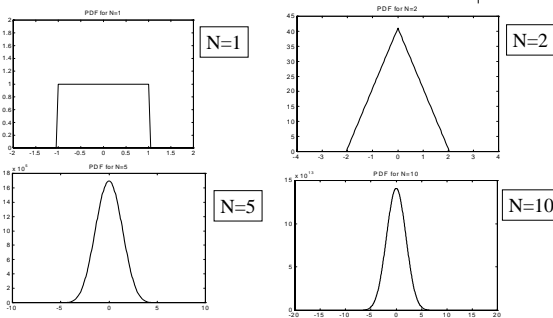 PDF for N=1
2
1.8
1.6
1.4
1.2
1
0.8
0.6
0.4
0.2
0
-2 -1.5 -1 -0.5 0 0.5 1 1.5 2
N=1
PDF for N=2
45
40
35
30
25
20
15
10
5
0
-4 -3 -2 -1 0 1 2 3 4
N=2
x 10⁵
PDF for N=5
18
16
14
12
10
8
6
4
2
0
-10 -5 0 5 10
N=5
x 10¹³
PDF for N=10
15
10
5
0
-20 -15 -10 -5 0 5 10 15 20
N=10